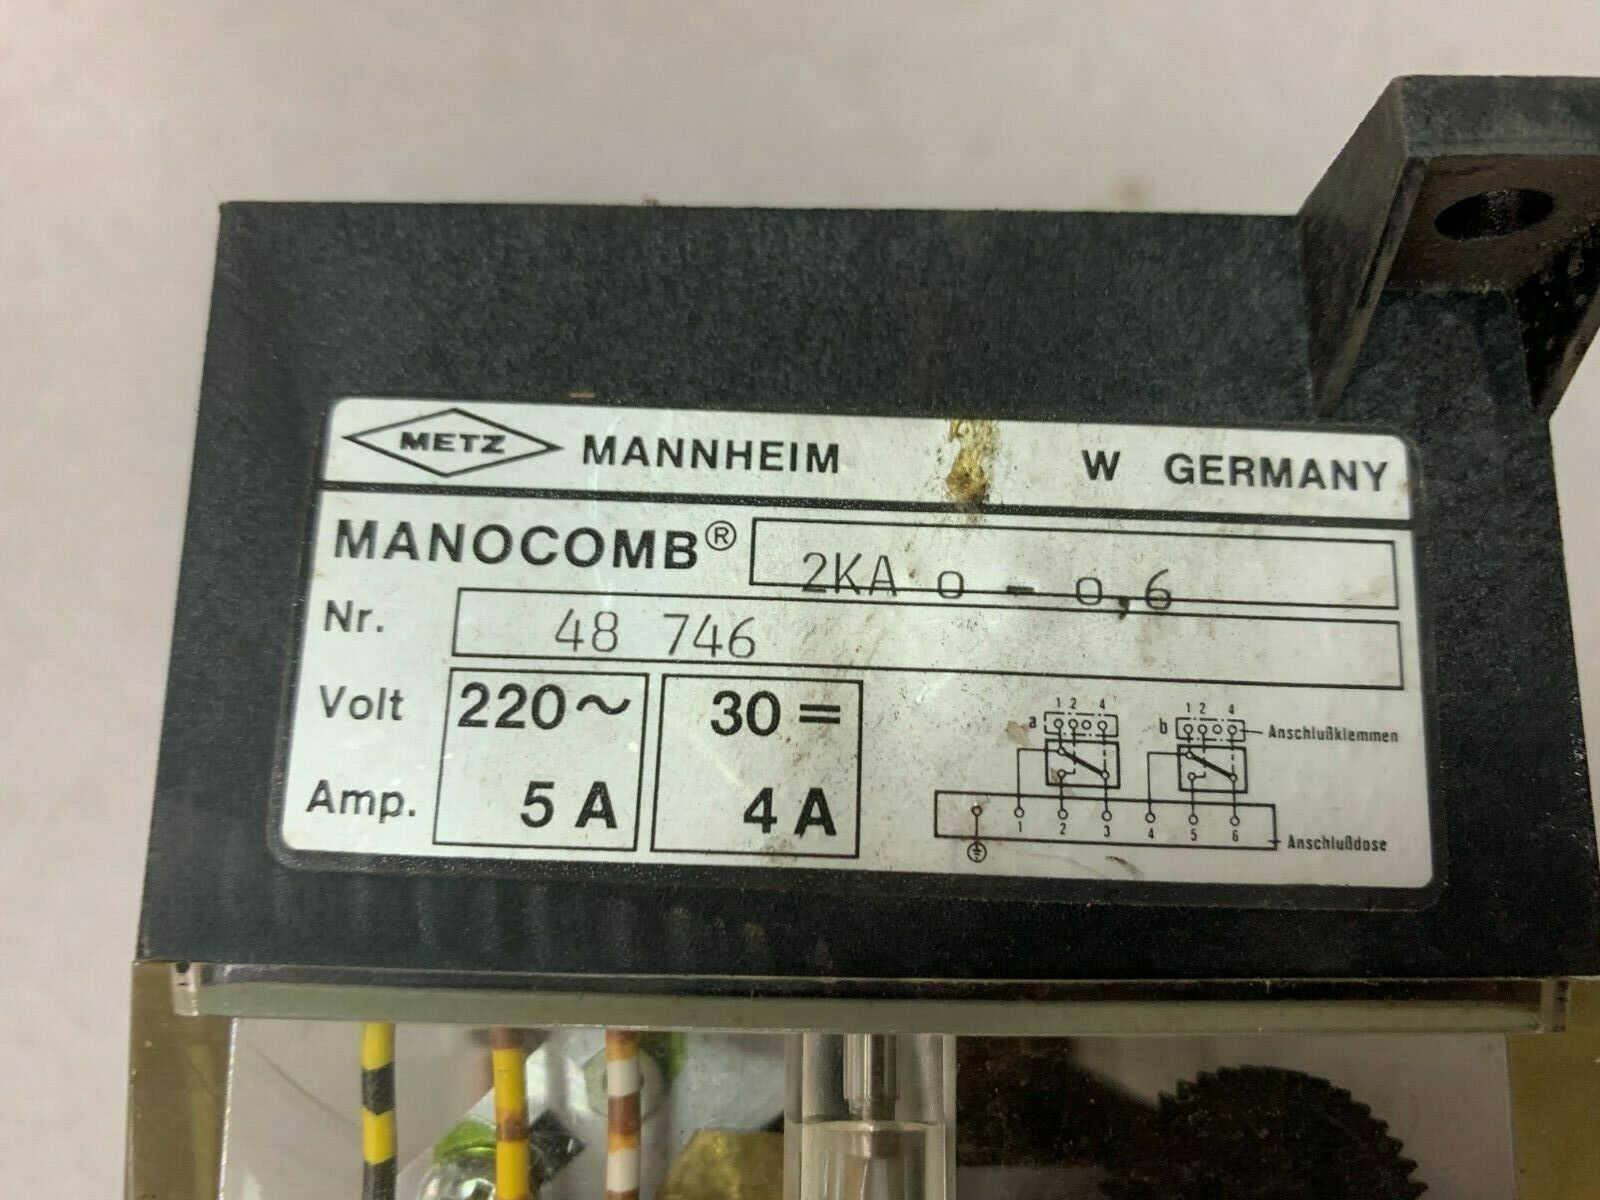 METZ MANNHEIM W GERMANY
MANOCOMB® 2KA 0 - 0,6
Nr. 48 746
Volt 220~ 30=
Amp. 5 A 4 A
1 2 4 1 2 4
a b Anschlußklemmen
1 2 3 4 5 6
Anschlußdose